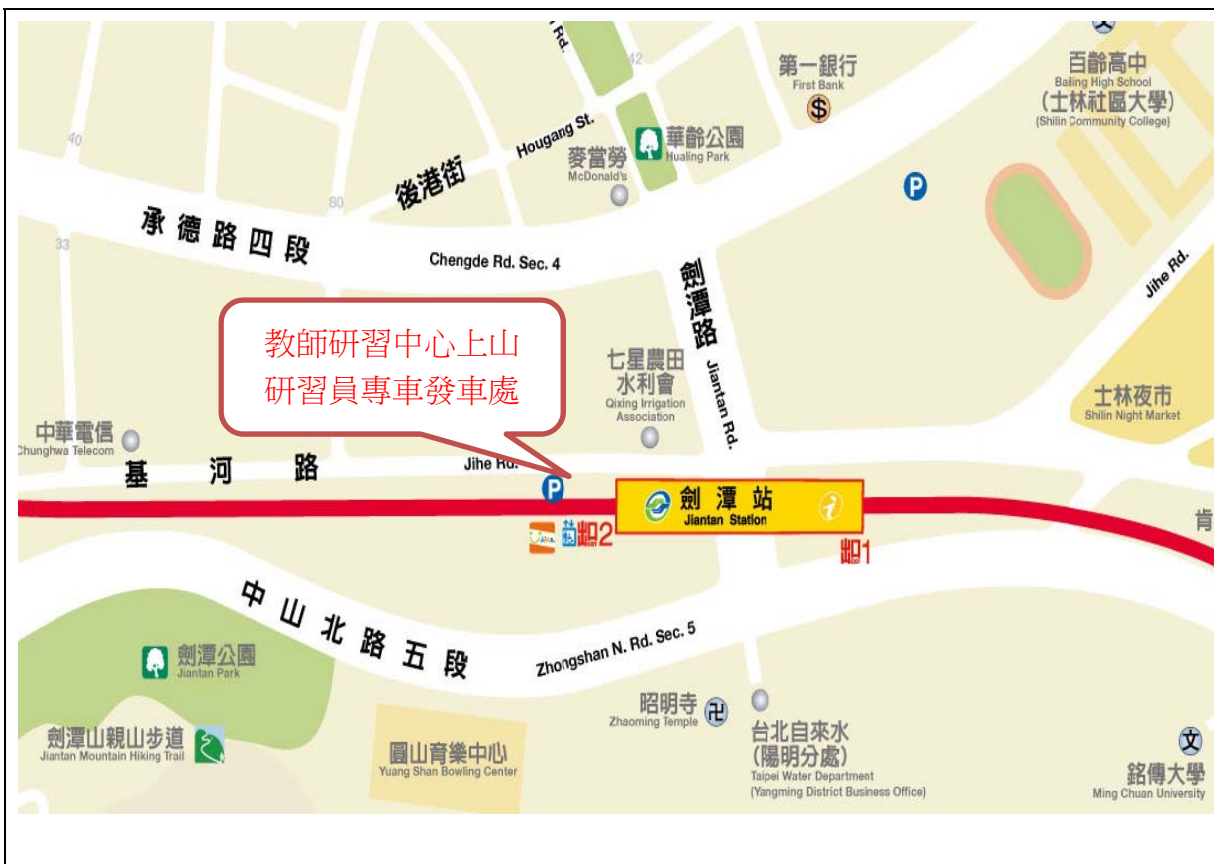 Rd.
42
第一銀行
First Bank
百齡高中
Bailing High School
(士林社區大學)
(Shilin Community College)
40
Hougang St.
後港街
華齡公園
Hualing Park
麥當勞
McDonald's
80
33
承德路四段
Chengde Rd. Sec. 4
劍潭路
Jiantan Rd.
Jihe Rd.
教師研習中心上山
研習員專車發車處
七星農田
水利會
Qixing Irrigation
Association
士林夜市
Shilin Night Market
中華電信
Chunghwa Telecom
基河路
Jihe Rd.
P
P
劍潭站
Jiantan Station
出口2
出口1
肯
中山北路五段
Zhongshan N. Rd. Sec. 5
劍潭公園
Jiantan Park
劍潭山親山步道
Jiantan Mountain Hiking Trail
圓山育樂中心
Yuang Shan Bowling Center
昭明寺
Zhaoming Temple
台北自來水
(陽明分處)
Taipei Water Department
(Yangming District Business Office)
文
銘傳大學
Ming Chuan University